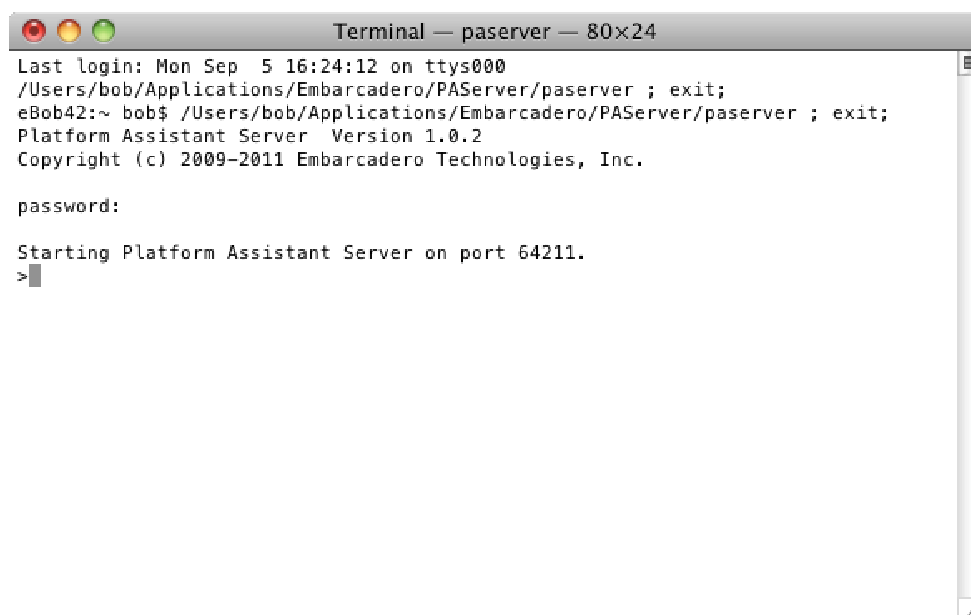 Terminal — paserver — 80×24
Last login: Mon Sep  5 16:24:12 on ttys000
/Users/bob/Applications/Embarcadero/PAServer/paserver ; exit;
eBob42:~ bob$ /Users/bob/Applications/Embarcadero/PAServer/paserver ; exit;
Platform Assistant Server  Version 1.0.2
Copyright (c) 2009-2011 Embarcadero Technologies, Inc.
password:
Starting Platform Assistant Server on port 64211.
>